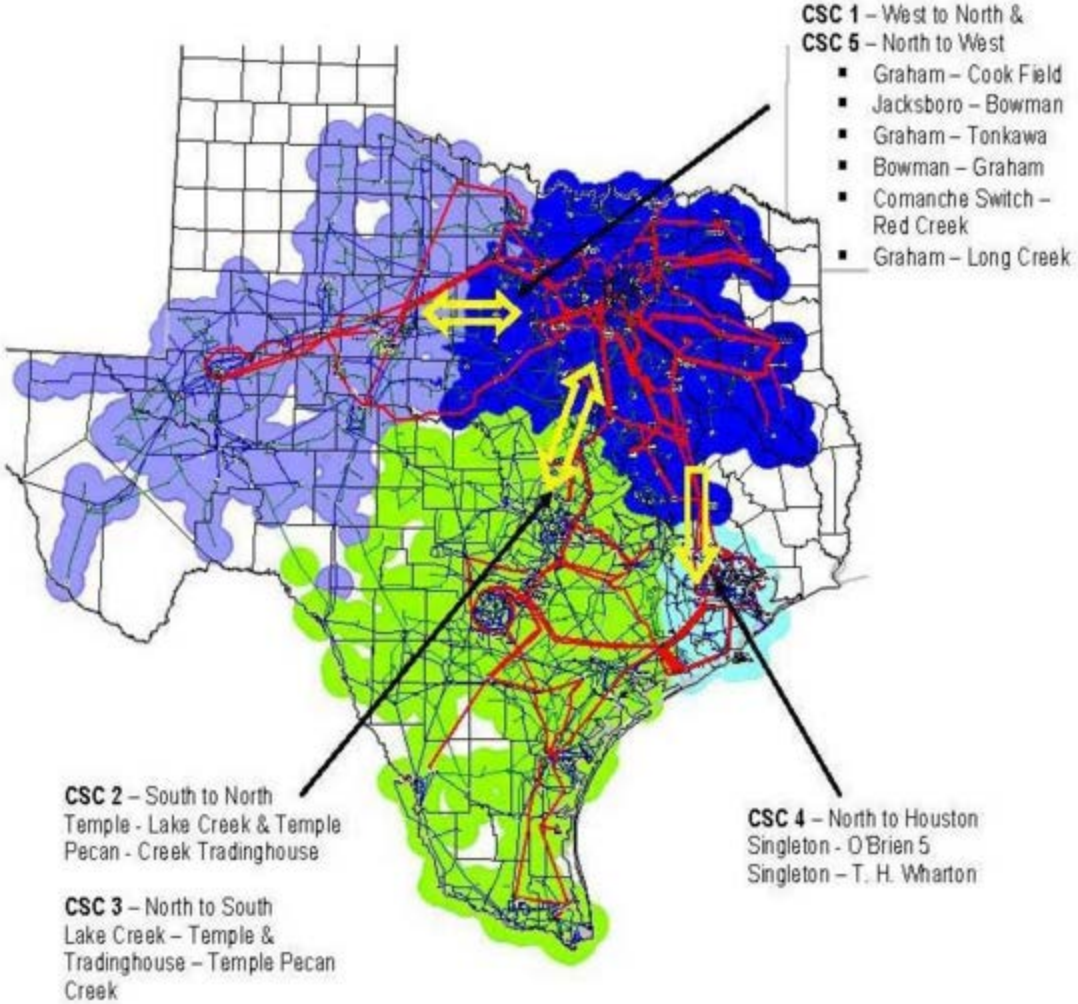 CSC 1 – West to North &
CSC 5 – North to West
▪ Graham – Cook Field
▪ Jacksboro – Bowman
▪ Graham – Tonkawa
▪ Bowman – Graham
▪ Comanche Switch –
Red Creek
▪ Graham – Long Creek
CSC 2 – South to North
Temple - Lake Creek & Temple
Pecan - Creek Tradinghouse
CSC 3 – North to South
Lake Creek – Temple &
Tradinghouse – Temple Pecan
Creek
CSC 4 – North to Houston
Singleton - O'Brien 5
Singleton – T. H. Wharton